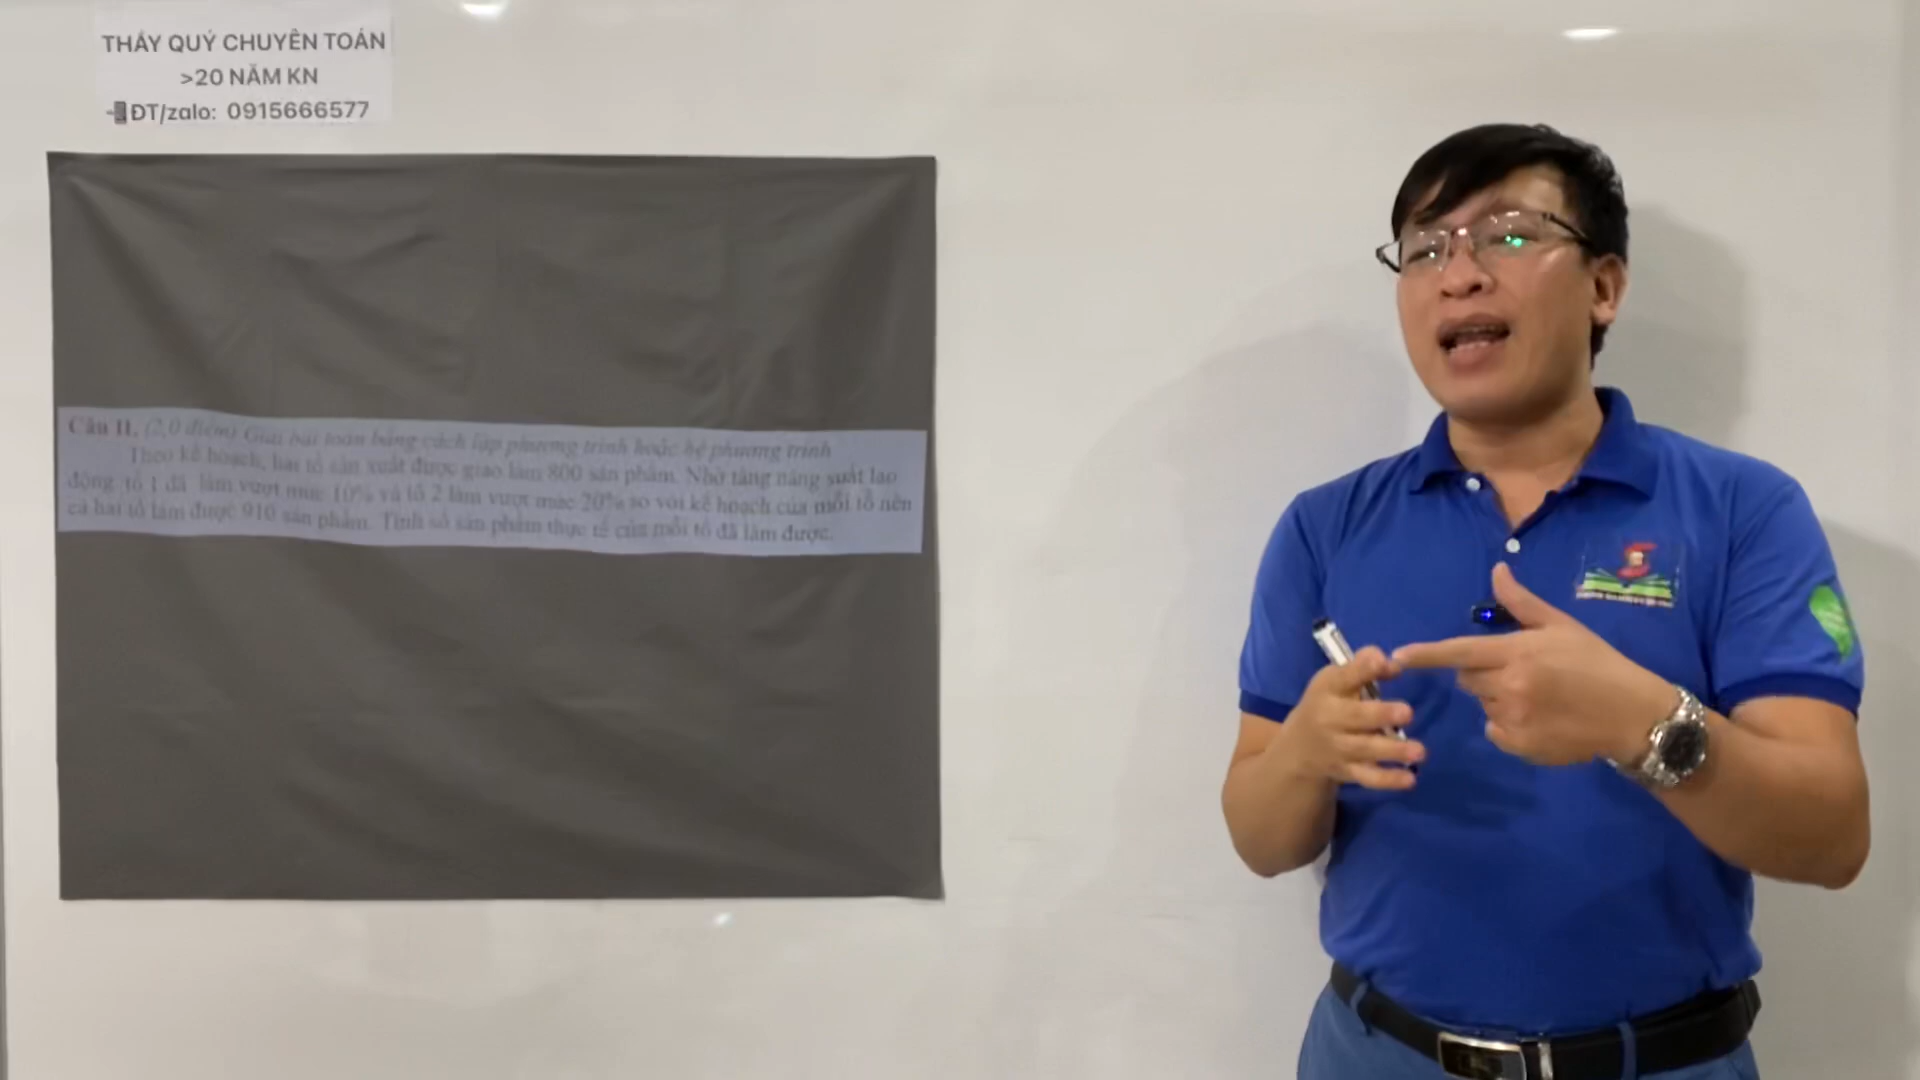 THẦY QUÝ CHUYÊN TOÁN
>20 NĂM KN
ĐT/zalo: 0915666577
Câu II. (2,0 điểm) Giải bài toán bằng cách lập phương trình hoặc hệ phương trình
Theo kế hoạch, hai tổ sản xuất được giao làm 800 sản phẩm. Nhờ tăng năng suất lao
động tổ 1 đã làm vượt mức 10% và tổ 2 làm vượt mức 20% so với kế hoạch của mỗi tổ nên
cả hai tổ làm được 910 sản phẩm. Tính số sản phẩm thực tế của mỗi tổ đã làm được.